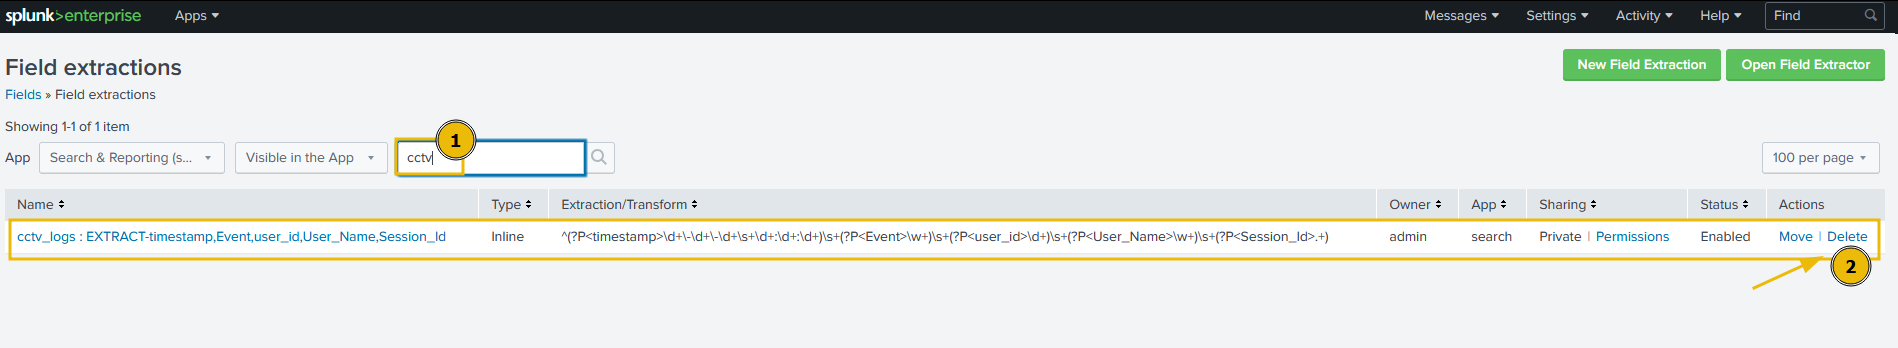 splunk>enterprise Apps Messages Settings Activity Help Find
Field extractions
New Field Extraction Open Field Extractor
Fields » Field extractions
Showing 1-1 of 1 item
1
App Search & Reporting (s... Visible in the App cctv 100 per page
Name Type Extraction/Transform Owner App Sharing Status Actions
cctv_logs : EXTRACT-timestamp,Event,user_id,User_Name,Session_Id Inline ^(?P<timestamp>\d+\-\d+\-\d+\s+\d+:\d+:\d+)\s+(?P<Event>\w+)\s+(?P<user_id>\d+)\s+(?P<User_Name>\w+)\s+(?P<Session_Id>.+) admin search Private | Permissions Enabled Move | Delete
2